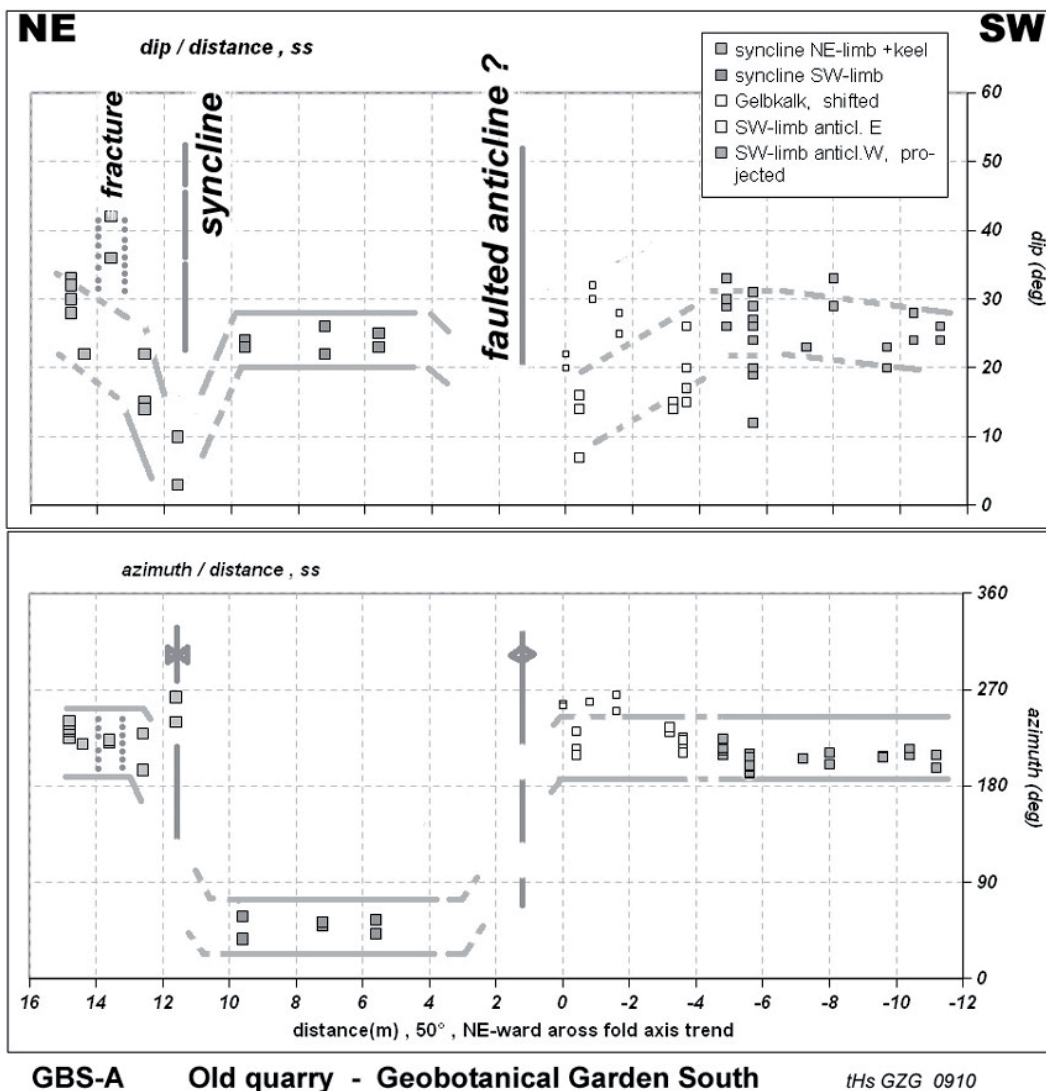 NE
SW
dip / distance , ss
syncline NE-limb +keel
syncline SW-limb
Gelbkalk, shifted
SW-limb anticl. E
SW-limb anticl.W, pro-
jected
fracture
syncline
faulted anticline ?
60
50
40
30
20
10
0
dip (deg)
azimuth / distance , ss
360
270
180
90
0
azimuth (deg)
16 14 12 10 8 6 4 2 0 -2 -4 -6 -8 -10 -12
distance(m) , 50° , NE-ward aross fold axis trend
GBS-A Old quarry - Geobotanical Garden South tHs GZG 0910